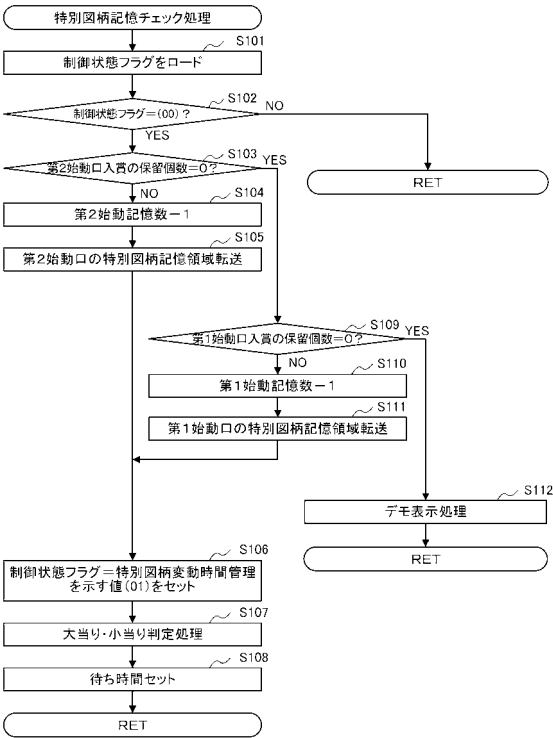 特別図柄記憶チェック処理
S101
制御状態フラグをロード
S102
制御状態フラグ=(00)?
NO
YES
RET
S103
第2始動口入賞の保留個数=0?
YES
NO
S104
第2始動記憶数-1
S105
第2始動口の特別図柄記憶領域転送
S109
第1始動口入賞の保留個数=0?
YES
NO
S110
第1始動記憶数-1
S111
第1始動口の特別図柄記憶領域転送
S112
デモ表示処理
RET
S106
制御状態フラグ=特別図柄変動時間管理
を示す値(01)をセット
S107
大当り・小当り判定処理
S108
待ち時間セット
RET